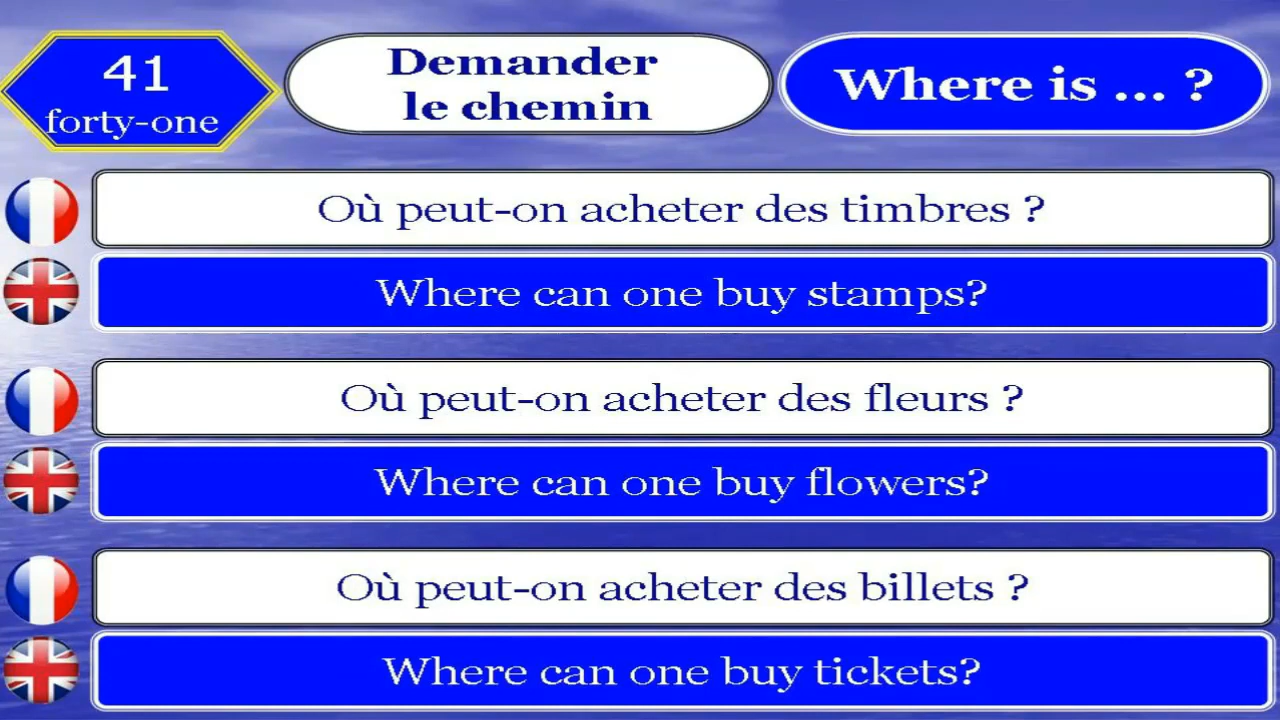 41
forty-one
Demander
le chemin
Where is ... ?
Où peut-on acheter des timbres ?
Where can one buy stamps?
Où peut-on acheter des fleurs ?
Where can one buy flowers?
Où peut-on acheter des billets ?
Where can one buy tickets?